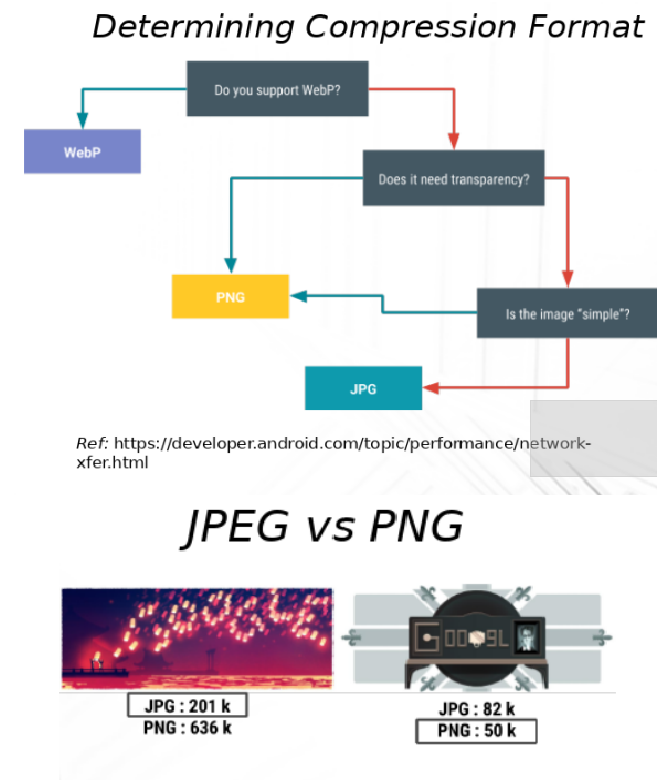 Determining Compression Format
Do you support WebP?
WebP
Does it need transparency?
PNG
Is the image “simple”?
JPG
Ref: https://developer.android.com/topic/performance/network-
xfer.html
JPEG vs PNG
JPG : 201 k
PNG : 636 k
JPG : 82 k
PNG : 50 k